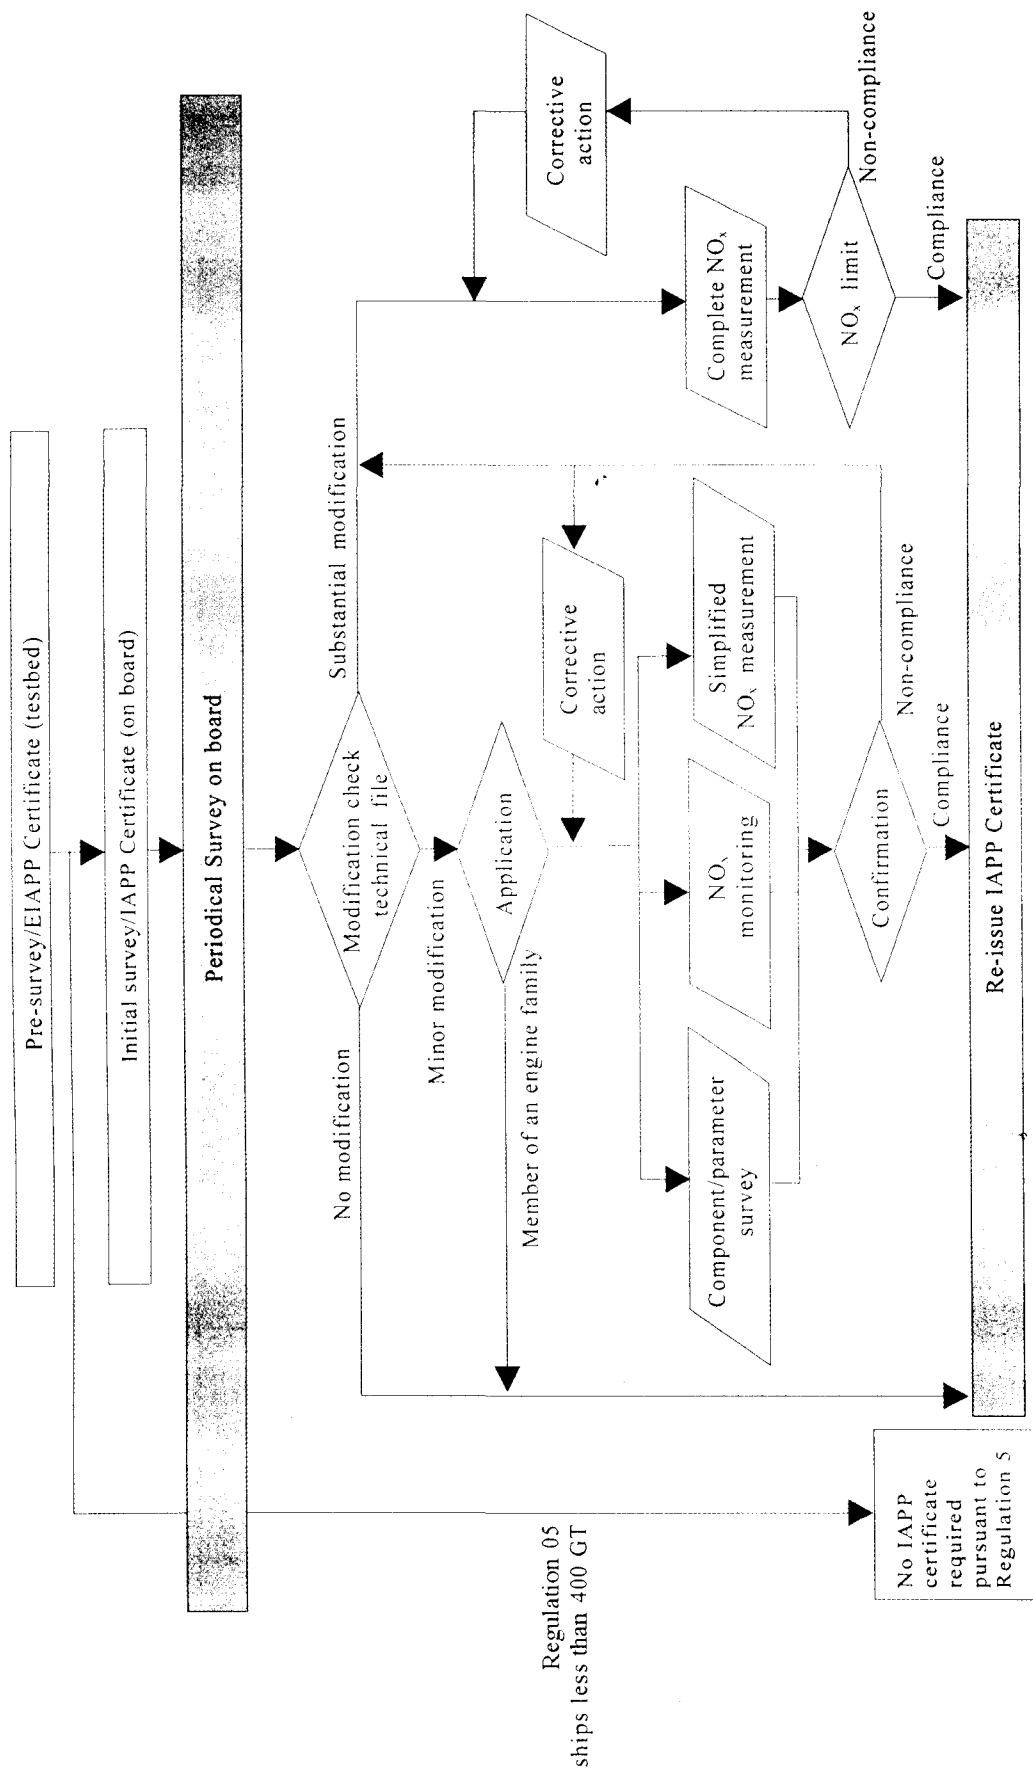 Pre-survey/EIAPP Certificate (testbed)
Initial survey/IAPP Certificate (on board)
Periodical Survey on board
Modification check
technical file
No modification
Substantial modification
Minor modification
Application
Member of an engine family
Corrective
action
Corrective
action
Regulation 05
ships less than 400 GT
Component/parameter
survey
NOx
monitoring
Simplified
NOx measurement
Complete NOx
measurement
Confirmation
Non-compliance
NOx limit
Non-compliance
Compliance
Compliance
No IAPP
certificate
required
pursuant to
Regulation 5
Re-issue IAPP Certificate